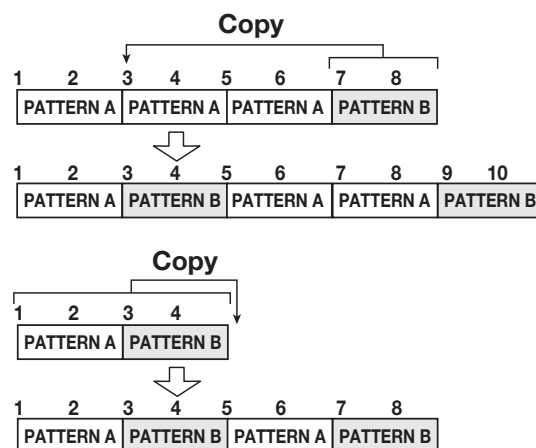 Copy
1 2 3 4 5 6 7 8
PATTERN A PATTERN A PATTERN A PATTERN B
1 2 3 4 5 6 7 8 9 10
PATTERN A PATTERN B PATTERN A PATTERN A PATTERN B
Copy
1 2 3 4
PATTERN A PATTERN B
1 2 3 4 5 6 7 8
PATTERN A PATTERN B PATTERN A PATTERN B